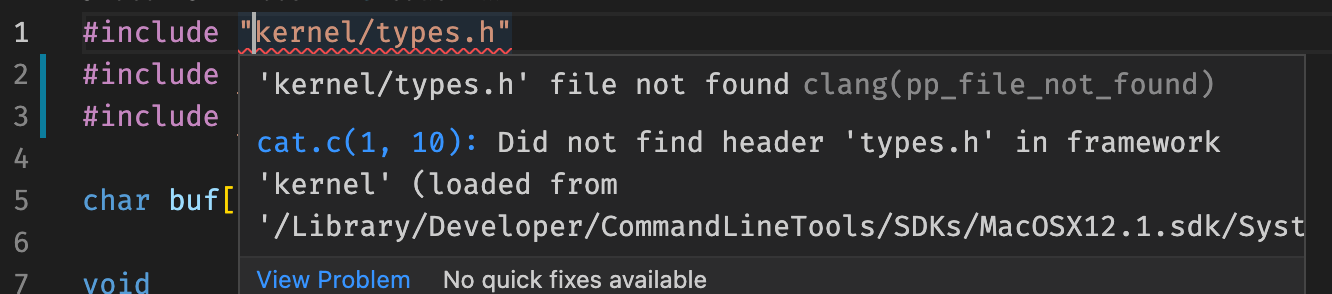 1 #include "kernel/types.h"
2 #include
3 #include
4
5 char buf[
6
7 void
'kernel/types.h' file not found clang(pp_file_not_found)
cat.c(1, 10): Did not find header 'types.h' in framework
'kernel' (loaded from
'/Library/Developer/CommandLineTools/SDKs/MacOSX12.1.sdk/Syst
View Problem No quick fixes available